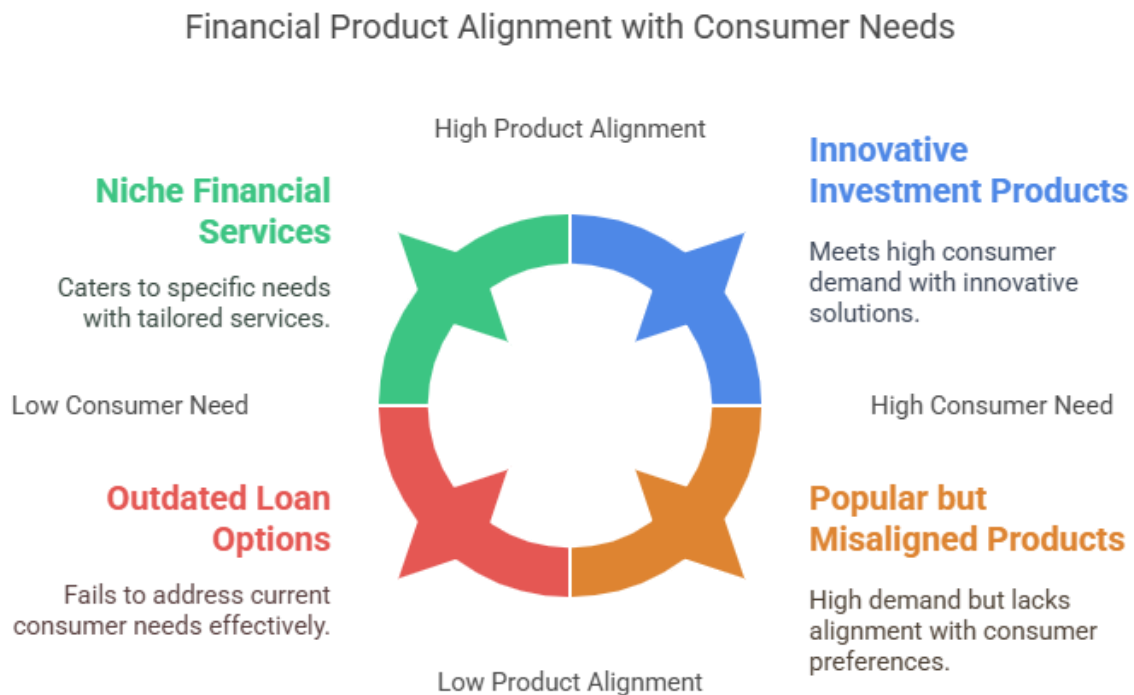 Financial Product Alignment with Consumer Needs
High Product Alignment
Niche Financial
Services
Caters to specific needs
with tailored services.
Innovative
Investment Products
Meets high consumer
demand with innovative
solutions.
Low Consumer Need
High Consumer Need
Outdated Loan
Options
Fails to address current
consumer needs effectively.
Popular but
Misaligned Products
High demand but lacks
alignment with consumer
preferences.
Low Product Alignment